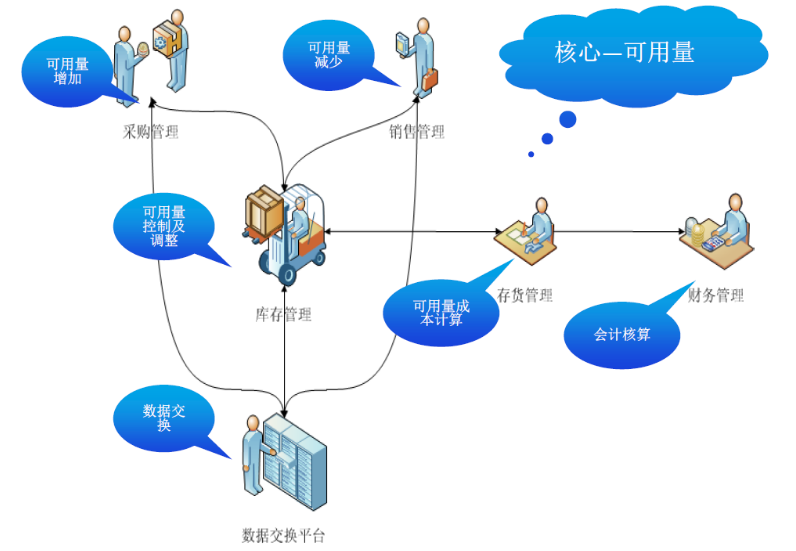 核心—可用量
可用量
增加
可用量
减少
采购管理
销售管理
可用量
控制及
调整
库存管理
可用量成
本计算
存货管理
会计核算
财务管理
数据交
换
数据交换平台